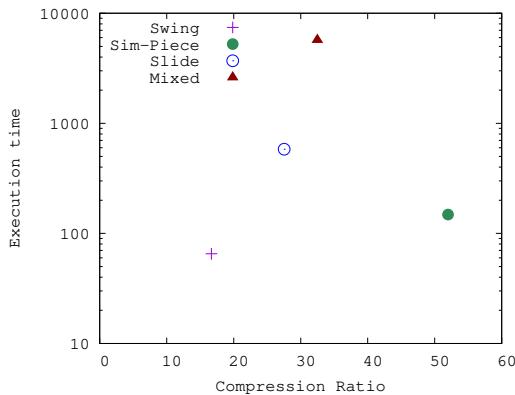 10000
1000
100
10
Execution time
Swing
Sim-Piece
Slide
Mixed
0 10 20 30 40 50 60
Compression Ratio